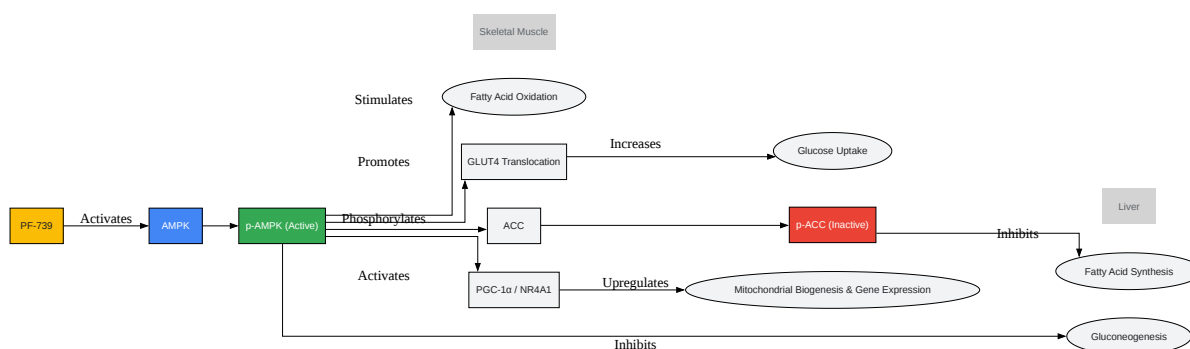 Skeletal Muscle
Stimulates
Fatty Acid Oxidation
Promotes
GLUT4 Translocation
Increases
Glucose Uptake
PF-739
Activates
AMPK
p-AMPK (Active)
Phosphorylates
ACC
p-ACC (Inactive)
Inhibits
Liver
Fatty Acid Synthesis
Activates
PGC-1α / NR4A1
Upregulates
Mitochondrial Biogenesis & Gene Expression
Inhibits
Gluconeogenesis